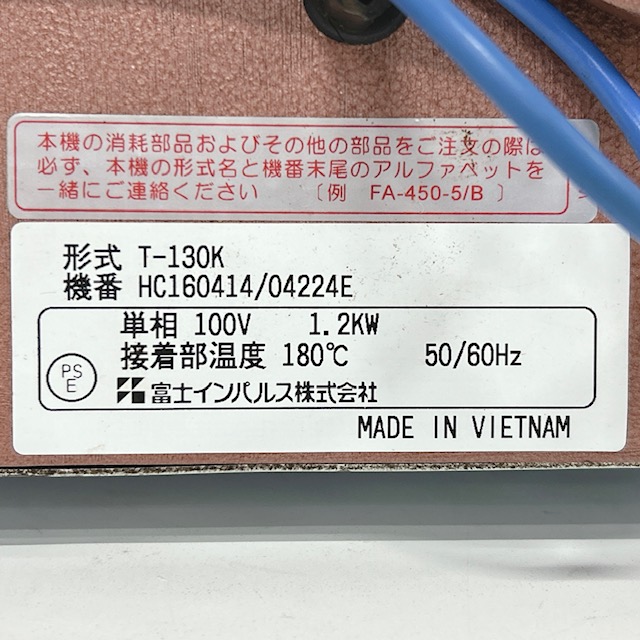 本機の消耗部品およびその他の部品をご注文の際は
必ず、本機の形式名と機番末尾のアルファベットを
一緒にご連絡ください 〔例 FA-450-5/B 〕
形式 T-130K
機番 HC160414/04224E
単相 100V 1.2KW
接着部温度 180℃ 50/60Hz
PS
E
富士インパルス株式会社
MADE IN VIETNAM